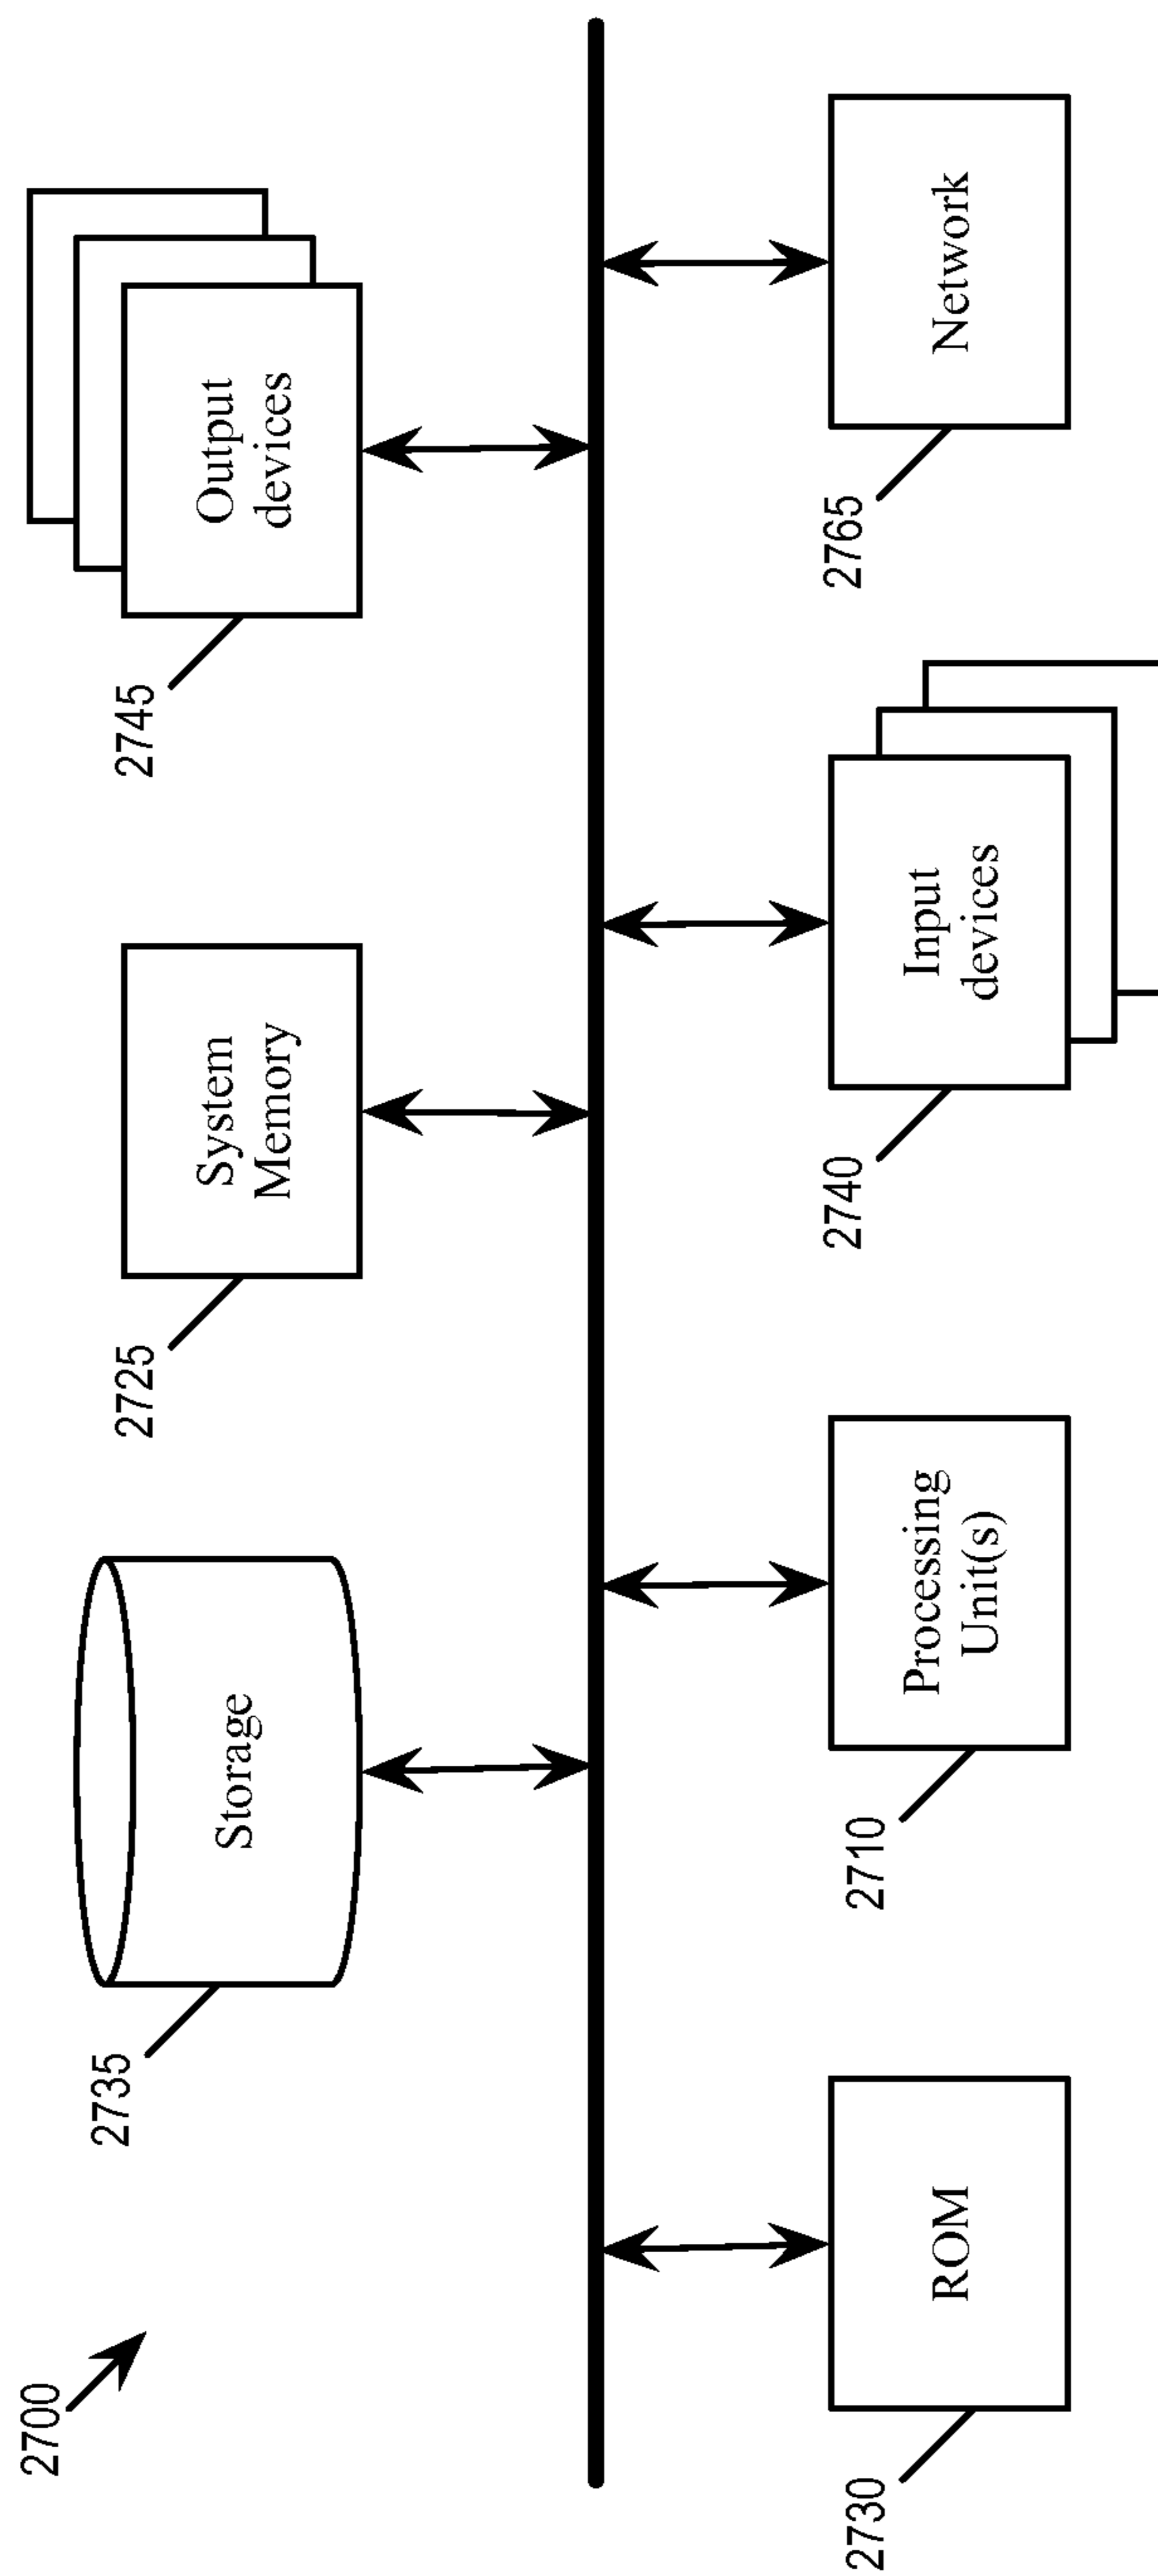 2700
2735
Storage
2725
System
Memory
2745
Output
devices
2730
ROM
2710
Processing
Unit(s)
2740
Input
devices
2765
Network